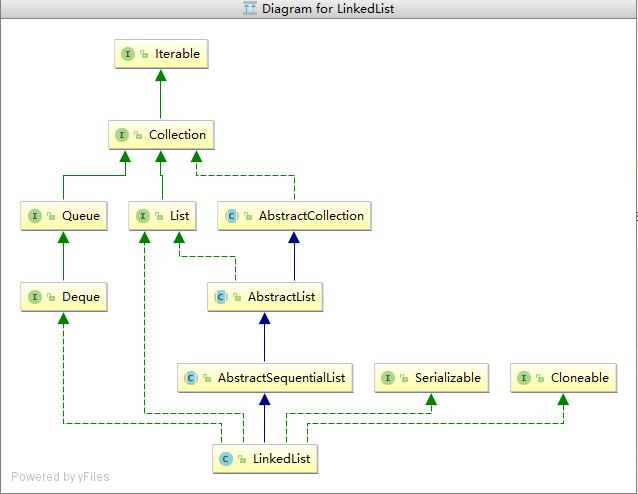 Diagram for LinkedList
I Iterable
I Collection
I Queue
I List
C AbstractCollection
I Deque
C AbstractList
C AbstractSequentialList
I Serializable
I Cloneable
C LinkedList
Powered by yFiles